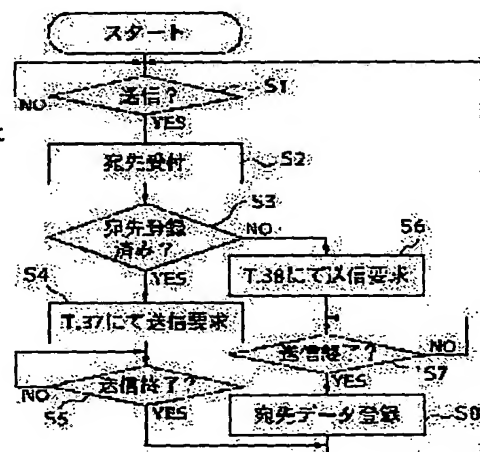 スタート
送信?
S1
NO
YES
宛先受付
S2
S3
宛先登録
済み?
NO
YES
S6
S4
T.38にて送信要求
T.37にて送信要求
送信終了?
NO
S7
YES
送信終了?
NO
S5
YES
宛先データ登録
S8